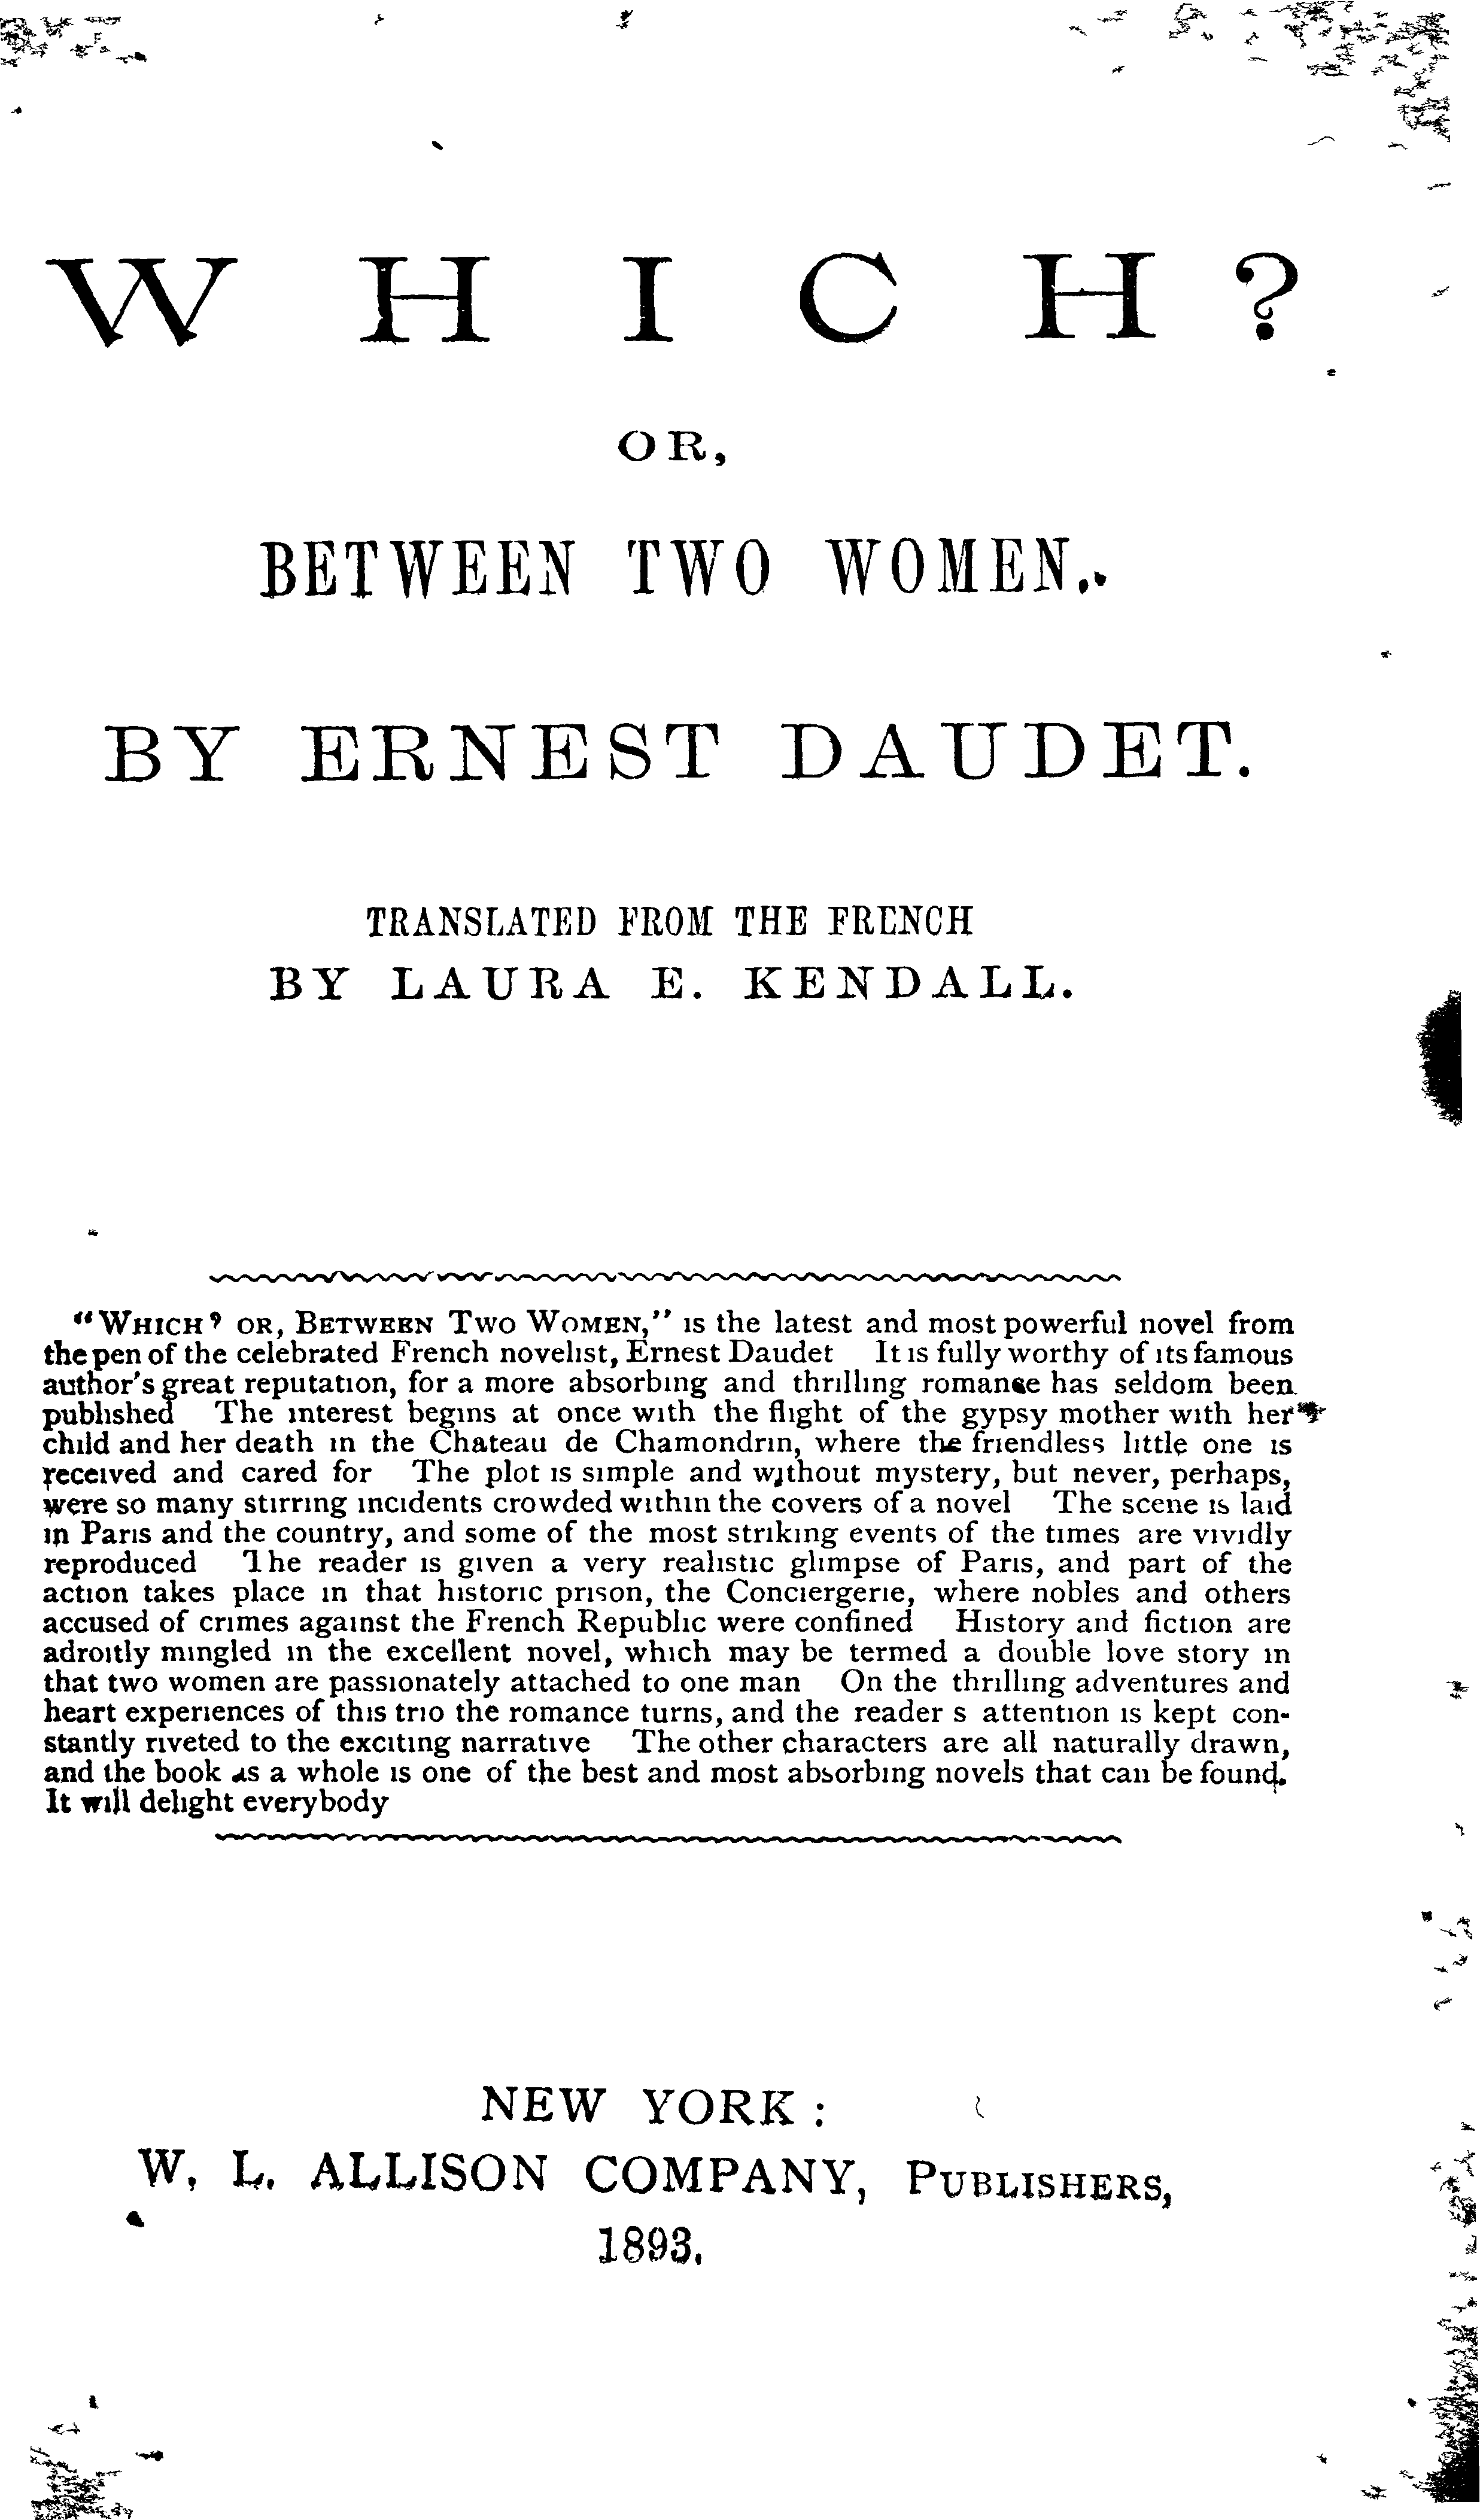 WHICH?
OR,
BETWEEN TWO WOMEN.
BY ERNEST DAUDET.
TRANSLATED FROM THE FRENCH
BY LAURA E. KENDALL.
"WHICH? OR, BETWEEN TWO WOMEN," is the latest and most powerful novel from
the pen of the celebrated French novelist, Ernest Daudet It is fully worthy of its famous
author's great reputation, for a more absorbing and thrilling romance has seldom been
published The interest begins at once with the flight of the gypsy mother with her
child and her death in the Chateau de Chamondrin, where the friendless little one is
received and cared for The plot is simple and without mystery, but never, perhaps,
were so many stirring incidents crowded within the covers of a novel The scene is laid
in Paris and the country, and some of the most striking events of the times are vividly
reproduced The reader is given a very realistic glimpse of Paris, and part of the
action takes place in that historic prison, the Conciergerie, where nobles and others
accused of crimes against the French Republic were confined History and fiction are
adroitly mingled in the excellent novel, which may be termed a double love story in
that two women are passionately attached to one man On the thrilling adventures and
heart experiences of this trio the romance turns, and the reader s attention is kept con-
stantly riveted to the exciting narrative The other characters are all naturally drawn,
and the book as a whole is one of the best and most absorbing novels that can be found.
It will delight everybody
NEW YORK:
W. L. ALLISON COMPANY, PUBLISHERS,
1893.